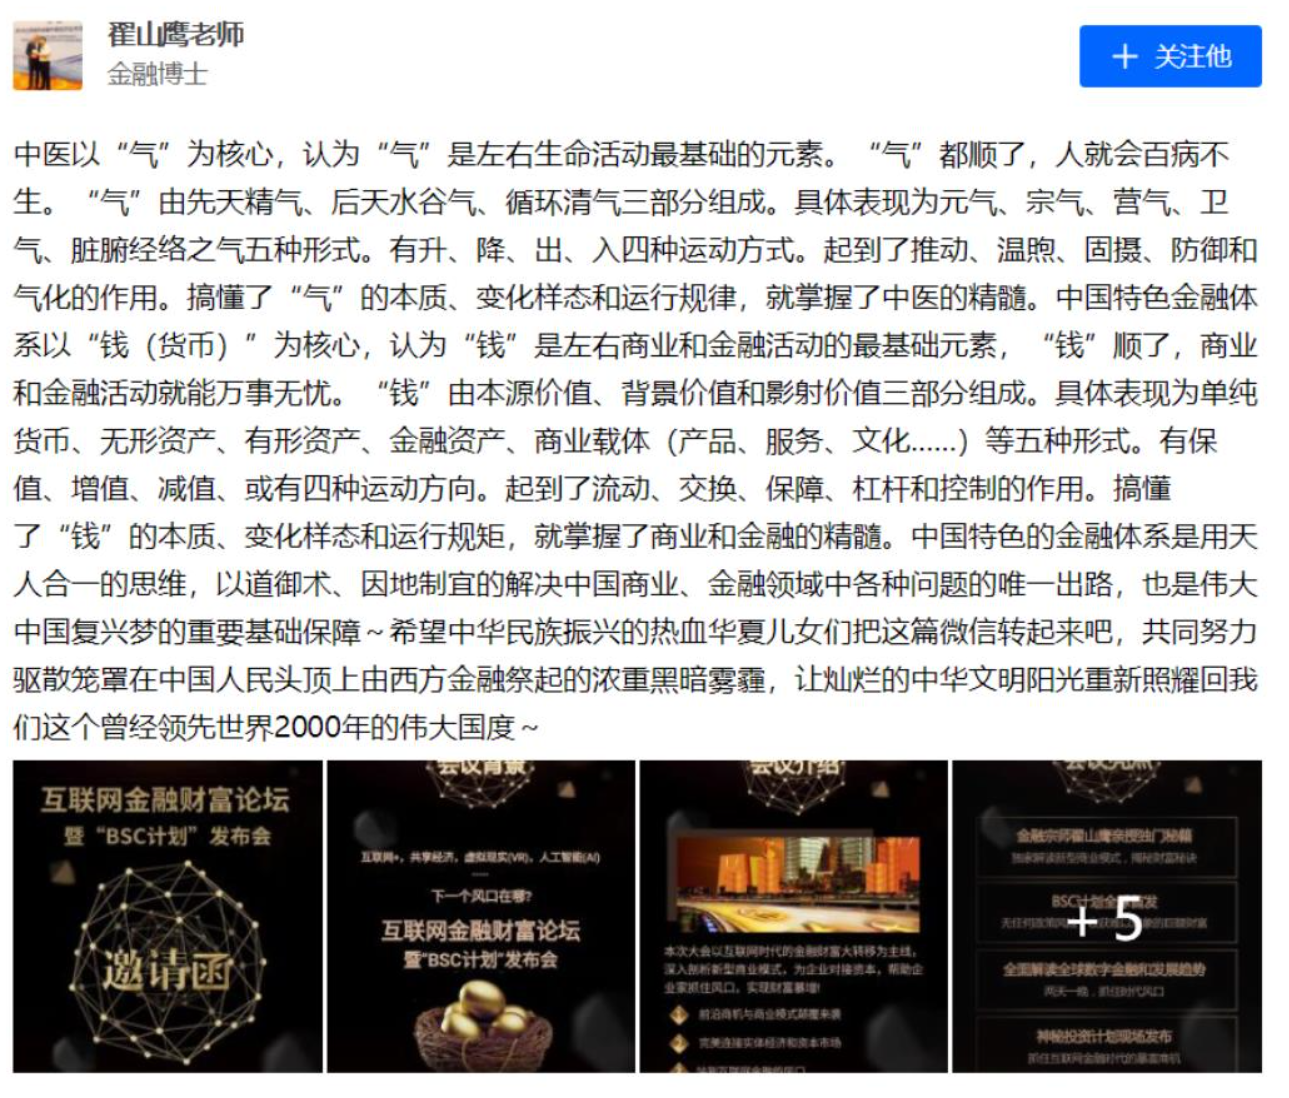 翟山鹰老师
金融博士
＋ 关注他
中医以“气”为核心，认为“气”是左右生命活动最基础的元素。“气”都顺了，人就会百病不
生。“气”由先天精气、后天水谷气、循环清气三部分组成。具体表现为元气、宗气、营气、卫
气、脏腑经络之气五种形式。有升、降、出、入四种运动方式。起到了推动、温煦、固摄、防御和
气化的作用。搞懂了“气”的本质、变化样态和运行规律，就掌握了中医的精髓。中国特色金融体
系以“钱（货币）”为核心，认为“钱”是左右商业和金融活动的最基础元素，“钱”顺了，商业
和金融活动就能万事无忧。“钱”由本源价值、背景价值和影射价值三部分组成。具体表现为单纯
货币、无形资产、有形资产、金融资产、商业载体（产品、服务、文化......）等五种形式。有保
值、增值、减值、或有四种运动方向。起到了流动、交换、保障、杠杆和控制的作用。搞懂
了“钱”的本质、变化样态和运行规矩，就掌握了商业和金融的精髓。中国特色的金融体系是用天
人合一的思维，以道御术、因地制宜的解决中国商业、金融领域中各种问题的唯一出路，也是伟大
中国复兴梦的重要基础保障～希望中华民族振兴的热血华夏儿女们把这篇微信转起来吧，共同努力
驱散笼罩在中国人民头顶上由西方金融祭起的浓重黑暗雾霾，让灿烂的中华文明阳光重新照耀回我
们这个曾经领先世界2000年的伟大国度～
互联网金融财富论坛
暨“BSC计划”发布会
邀请函
会议背景
互联网+，共享经济，虚拟现实(VR)，人工智能(AI)
下一个风口在哪?
互联网金融财富论坛
暨“BSC计划”发布会
会议介绍
本次大会以互联网时代的金融财富大转移为主线，
深入剖析新型商业模式，为企业对接资本，帮助企
业家抓住风口，实现财富暴增!
前沿商机与商业模式颠覆来袭
完美连接实体经济和资本市场
会议亮点
金融宗师翟山鹰亲授独门秘籍
独家解读新型商业模式，揭秘财富秘诀
BSC计划全
首发
+5
全面解读全球数字金融和发展趋势
两天一晚，抓住时代风口
神秘投资计划现场发布
抓住互联网金融时代的暴富商机